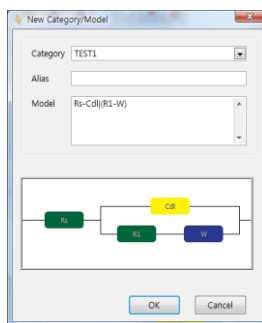 New Category/Model
Category TEST1
Alias
Model Rs-Cdl|(R1-W)
Cdl
Rs
R1 W
OK Cancel